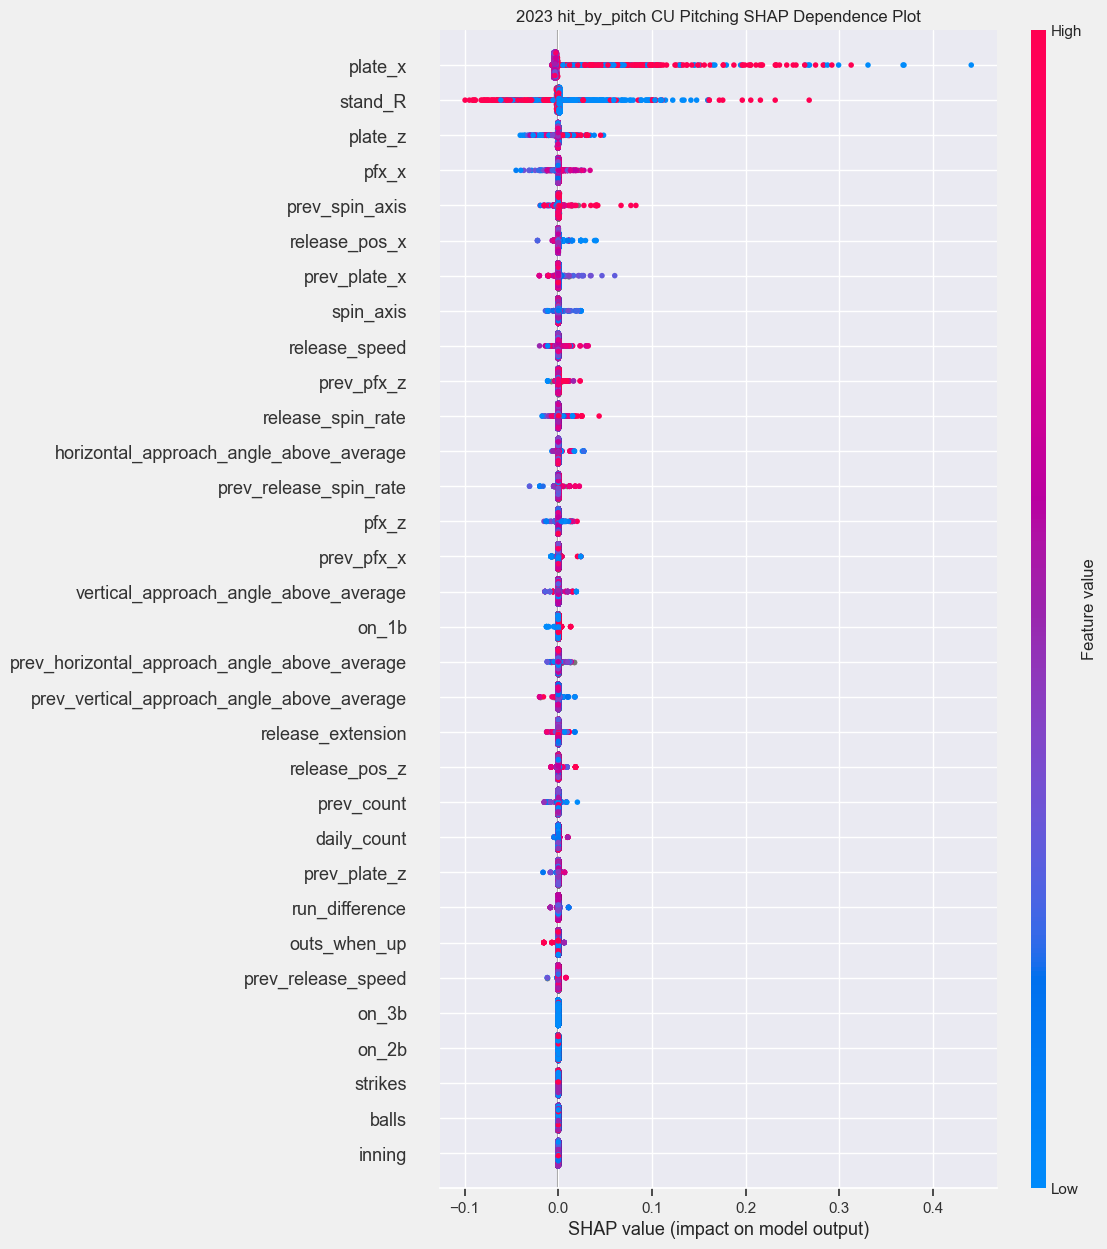 2023 hit_by_pitch CU Pitching SHAP Dependence Plot
High
plate_x
stand_R
plate_z
pfx_x
prev_spin_axis
release_pos_x
prev_plate_x
spin_axis
release_speed
prev_pfx_z
release_spin_rate
horizontal_approach_angle_above_average
prev_release_spin_rate
pfx_z
prev_pfx_x
vertical_approach_angle_above_average
on_1b
prev_horizontal_approach_angle_above_average
prev_vertical_approach_angle_above_average
release_extension
release_pos_z
prev_count
daily_count
prev_plate_z
run_difference
outs_when_up
prev_release_speed
on_3b
on_2b
strikes
balls
inning
Feature value
Low
−0.1 0.0 0.1 0.2 0.3 0.4
SHAP value (impact on model output)